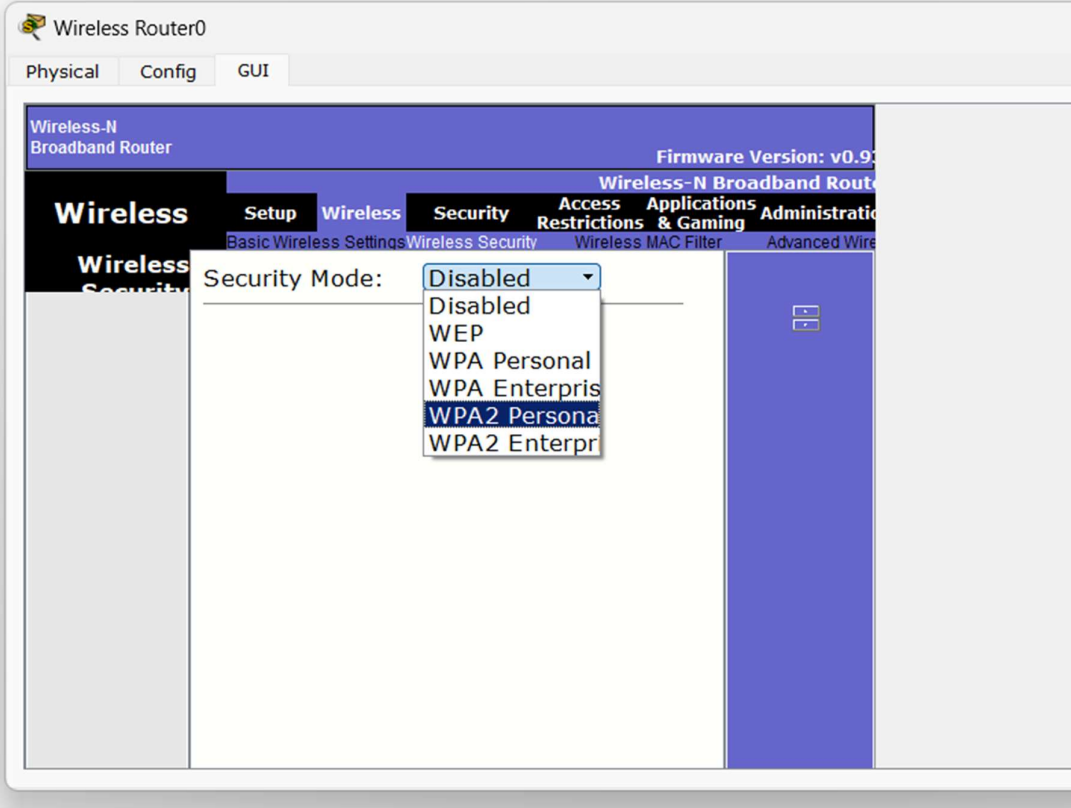 Wireless Router0
Physical Config GUI
Wireless-N
Broadband Router
Firmware Version: v0.9
Wireless-N Broadband Route
Wireless
Setup Wireless Security Access Restrictions Applications & Gaming Administratio
Basic Wireless Settings Wireless Security Wireless MAC Filter Advanced Wire
Wireless
Security
Security Mode: Disabled
Disabled
WEP
WPA Personal
WPA Enterpris
WPA2 Persona
WPA2 Enterpr